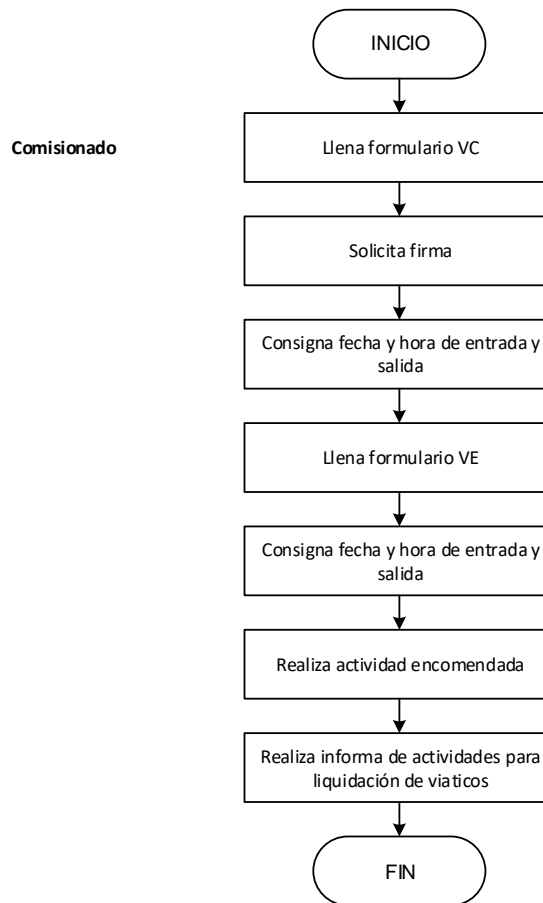 INICIO
Comisionado
Llena formulario VC
Solicita firma
Consigna fecha y hora de entrada y
salida
Llena formulario VE
Consigna fecha y hora de entrada y
salida
Realiza actividad encomendada
Realiza informa de actividades para
liquidación de viaticos
FIN